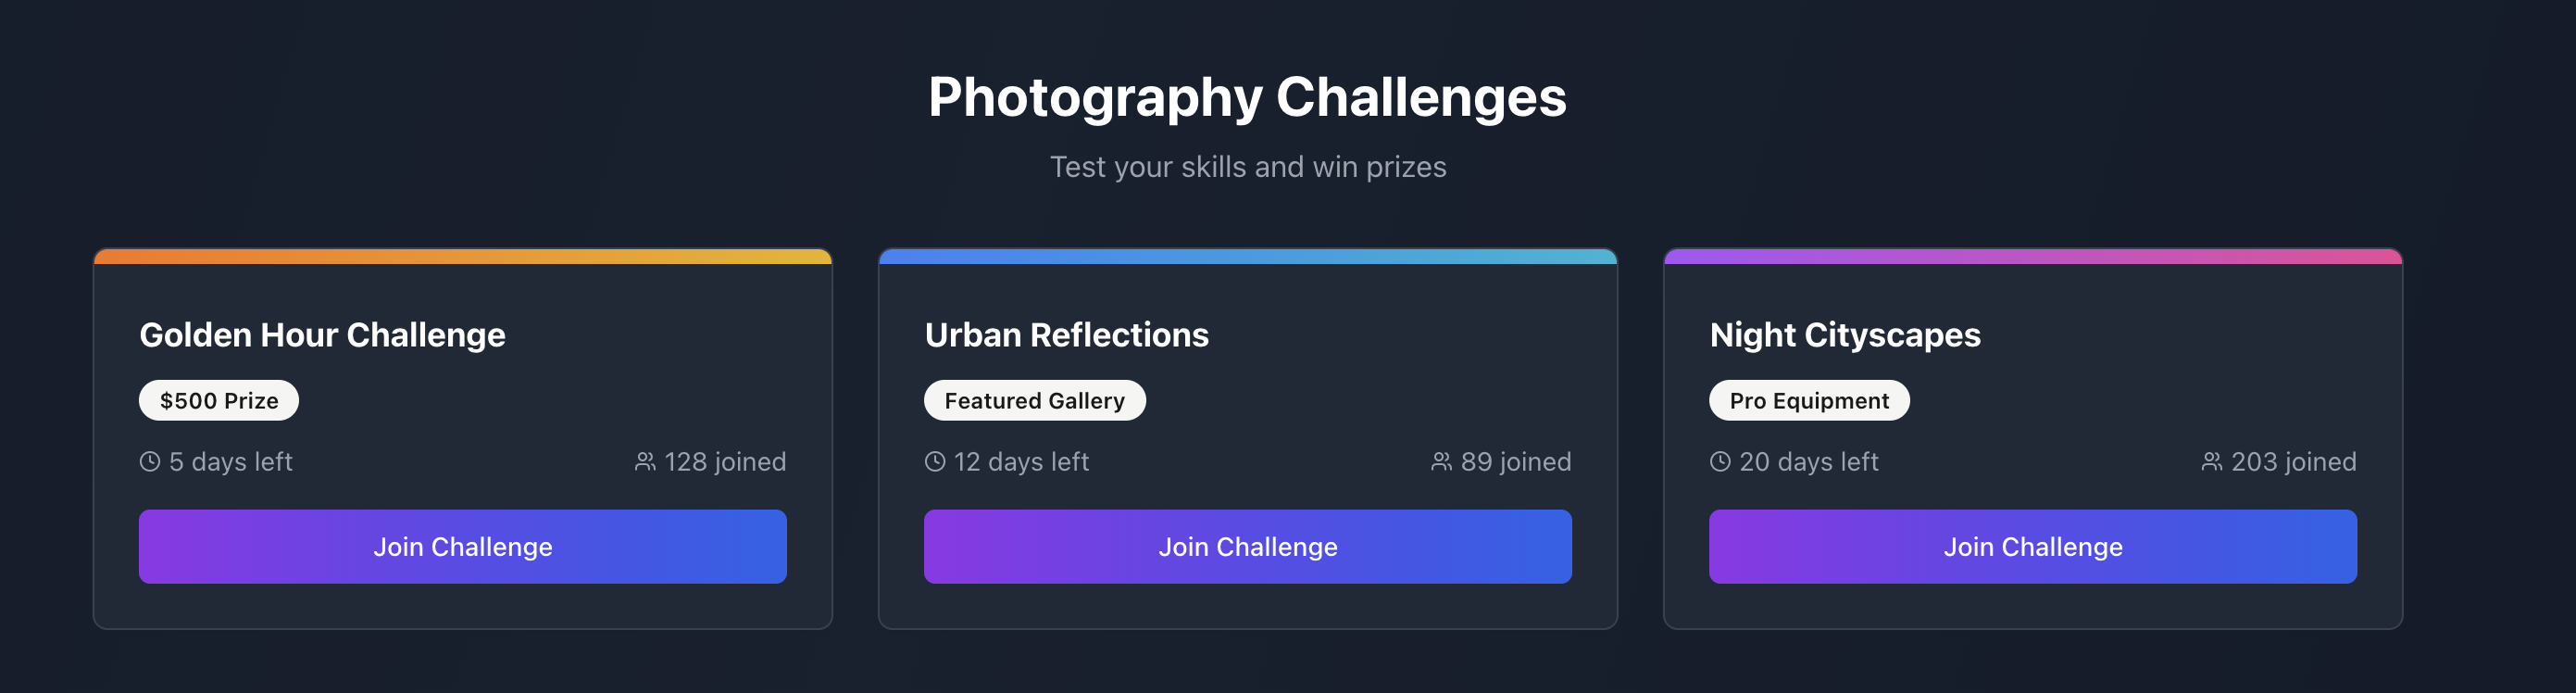 Photography Challenges
Test your skills and win prizes
Golden Hour Challenge
$500 Prize
5 days left
128 joined
Join Challenge
Urban Reflections
Featured Gallery
12 days left
89 joined
Join Challenge
Night Cityscapes
Pro Equipment
20 days left
203 joined
Join Challenge